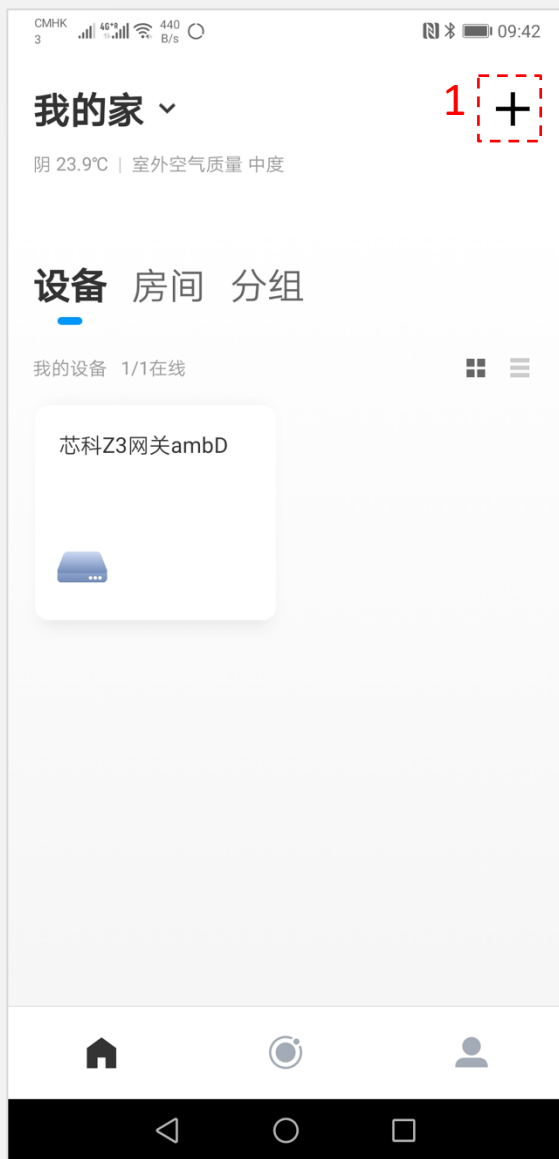 CMHK 4G+R 440 09:42
3 B/s
我的家
1
阴 23.9℃ | 室外空气质量 中度
设备 房间 分组
我的设备 1/1在线
芯科Z3网关ambD